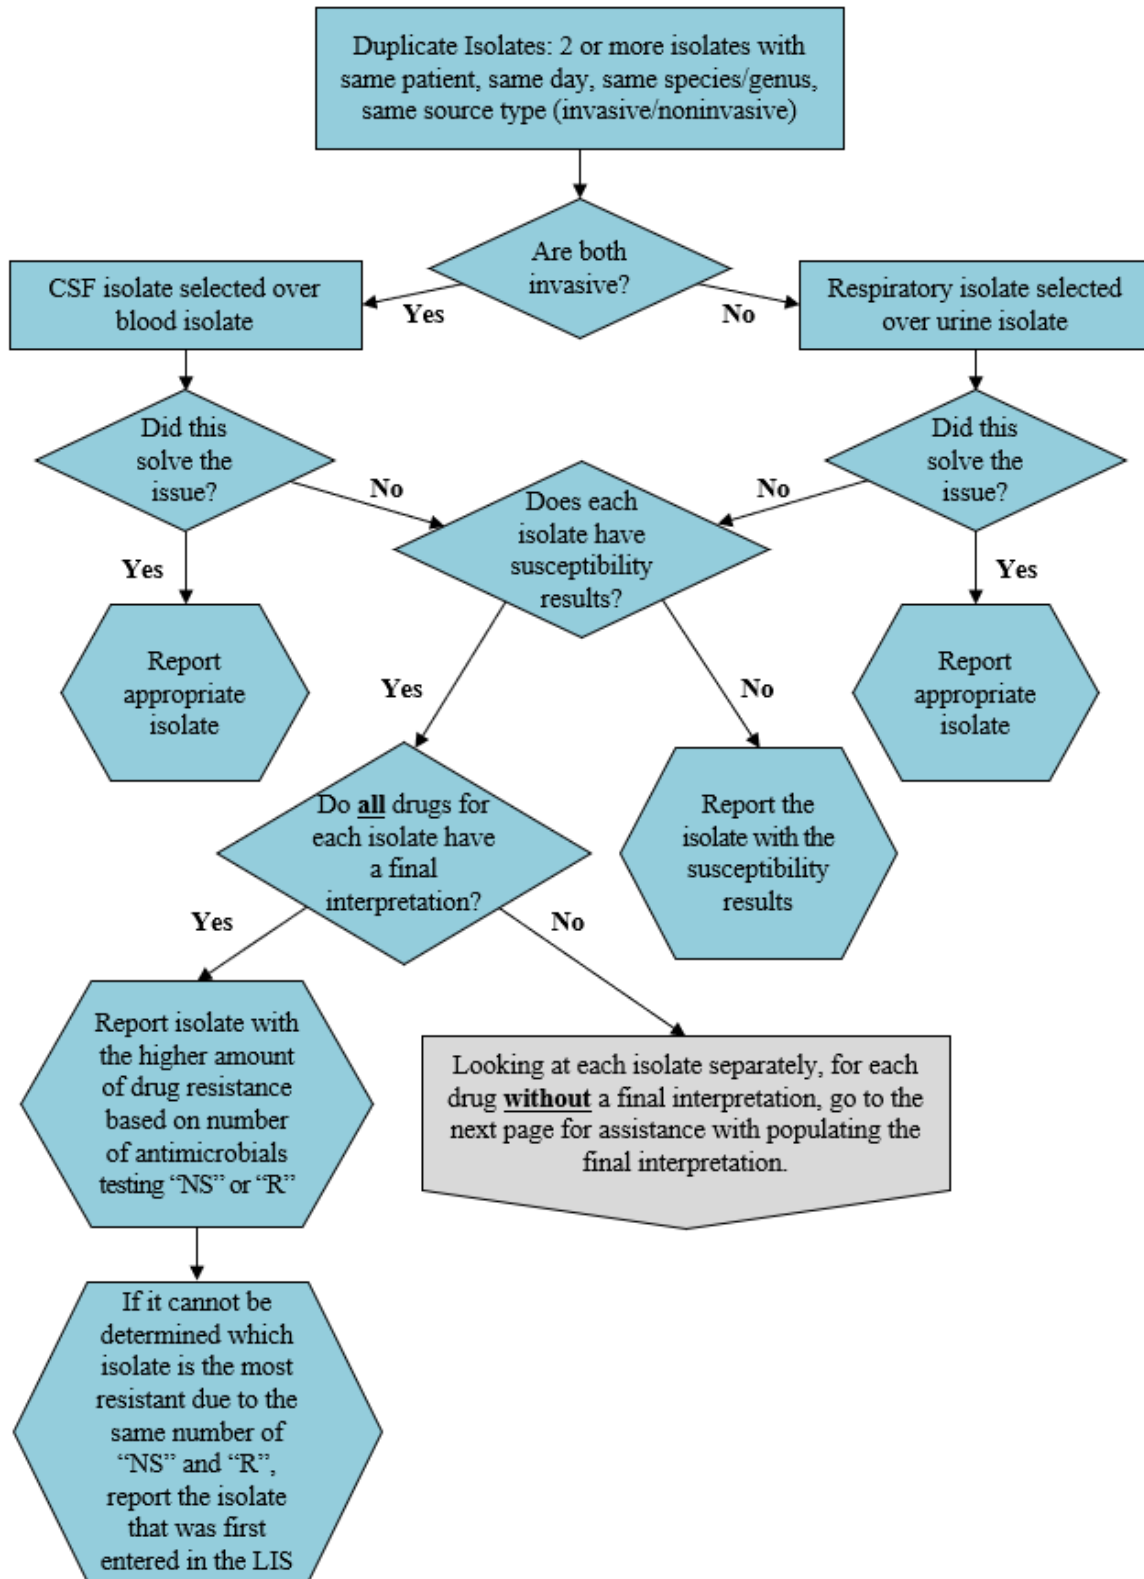 Duplicate Isolates: 2 or more isolates with
same patient, same day, same species/genus,
same source type (invasive/noninvasive)
Are both
invasive?
Yes
No
CSF isolate selected over
blood isolate
Respiratory isolate selected
over urine isolate
Did this
solve the
issue?
Did this
solve the
issue?
No
No
Does each
isolate have
susceptibility
results?
Yes
Yes
Report
appropriate
isolate
Report
appropriate
isolate
Yes
No
Do all drugs for
each isolate have
a final
interpretation?
Report the
isolate with the
susceptibility
results
Yes
No
Report isolate with
the higher amount
of drug resistance
based on number
of antimicrobials
testing “NS” or “R”
Looking at each isolate separately, for each
drug without a final interpretation, go to the
next page for assistance with populating the
final interpretation.
If it cannot be
determined which
isolate is the most
resistant due to the
same number of
“NS” and “R”,
report the isolate
that was first
entered in the LIS